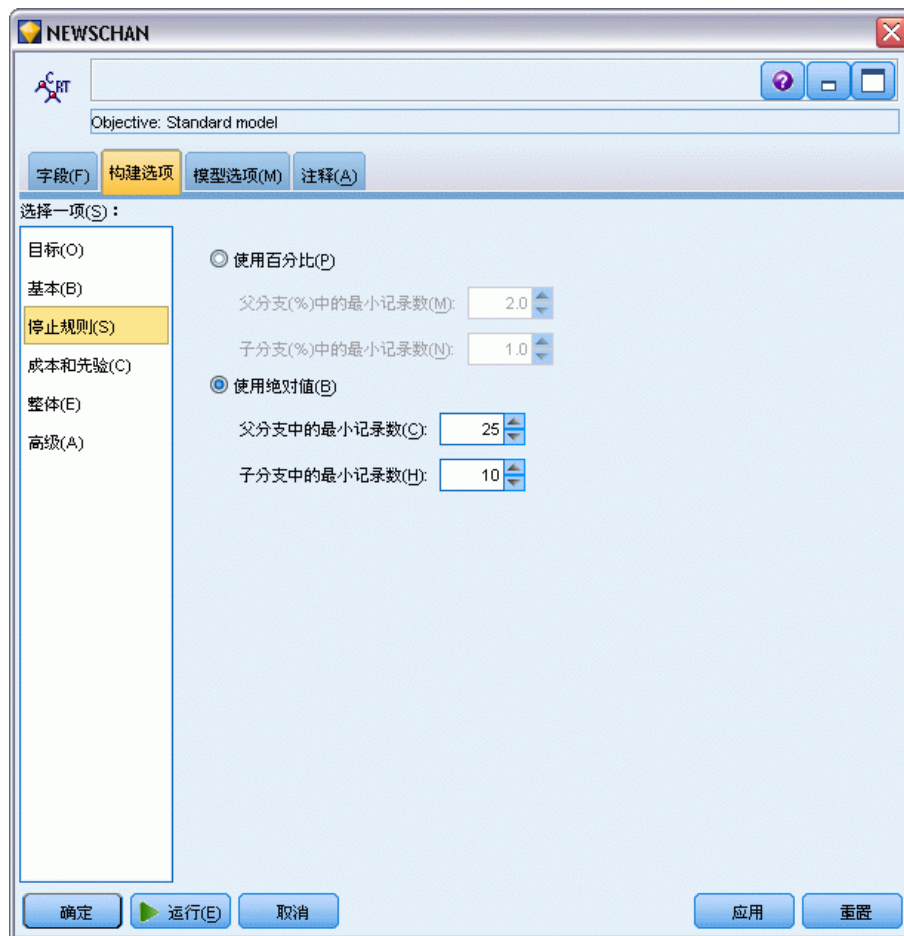 NEWSCHAN
C RT
Objective: Standard model
字段(F) 构建选项 模型选项(M) 注释(A)
选择一项(S)：
目标(O)
基本(B)
停止规则(S)
成本和先验(C)
整体(E)
高级(A)
使用百分比(P)
父分支(%)中的最小记录数(M): 2.0
子分支(%)中的最小记录数(N): 1.0
使用绝对值(B)
父分支中的最小记录数(C): 25
子分支中的最小记录数(H): 10
确定 运行(E) 取消 应用 重置